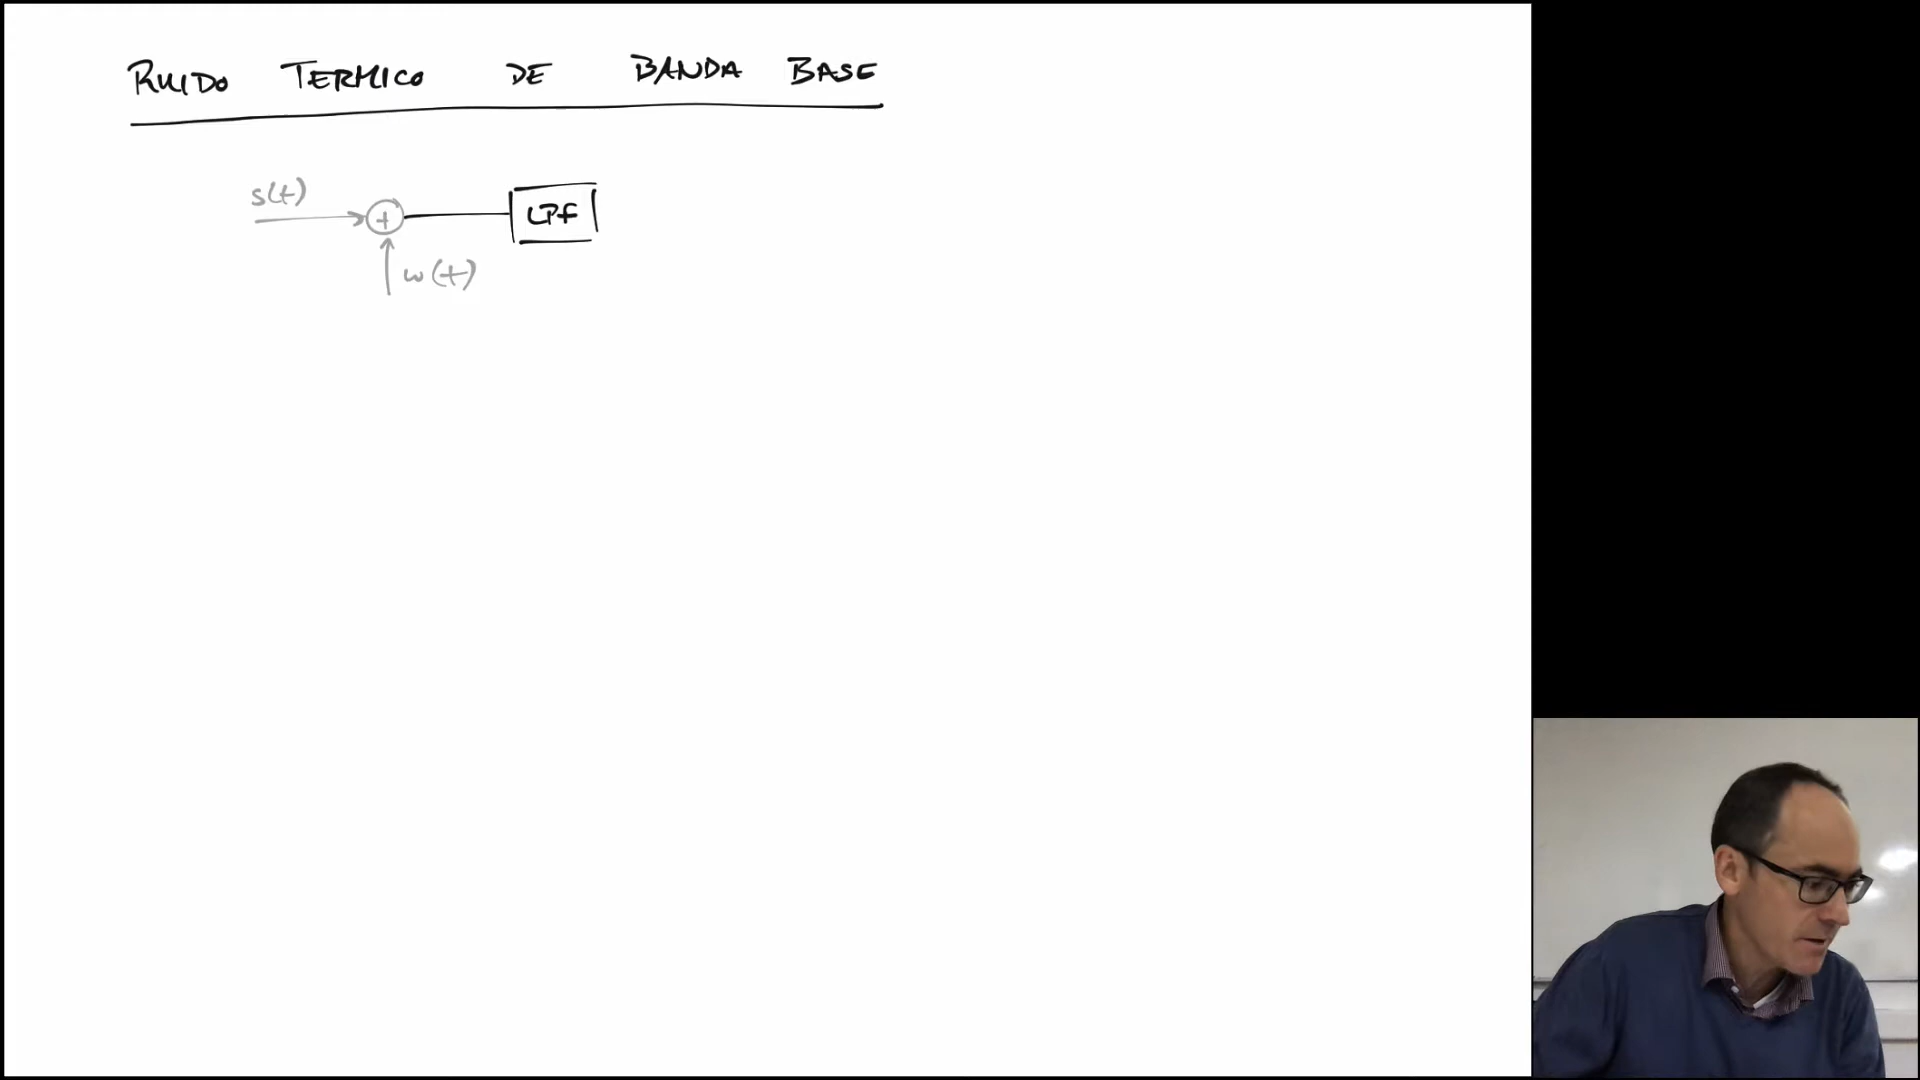 RUIDO TERMICO DE BANDA BASE
s(t)
+
LPF
w(t)